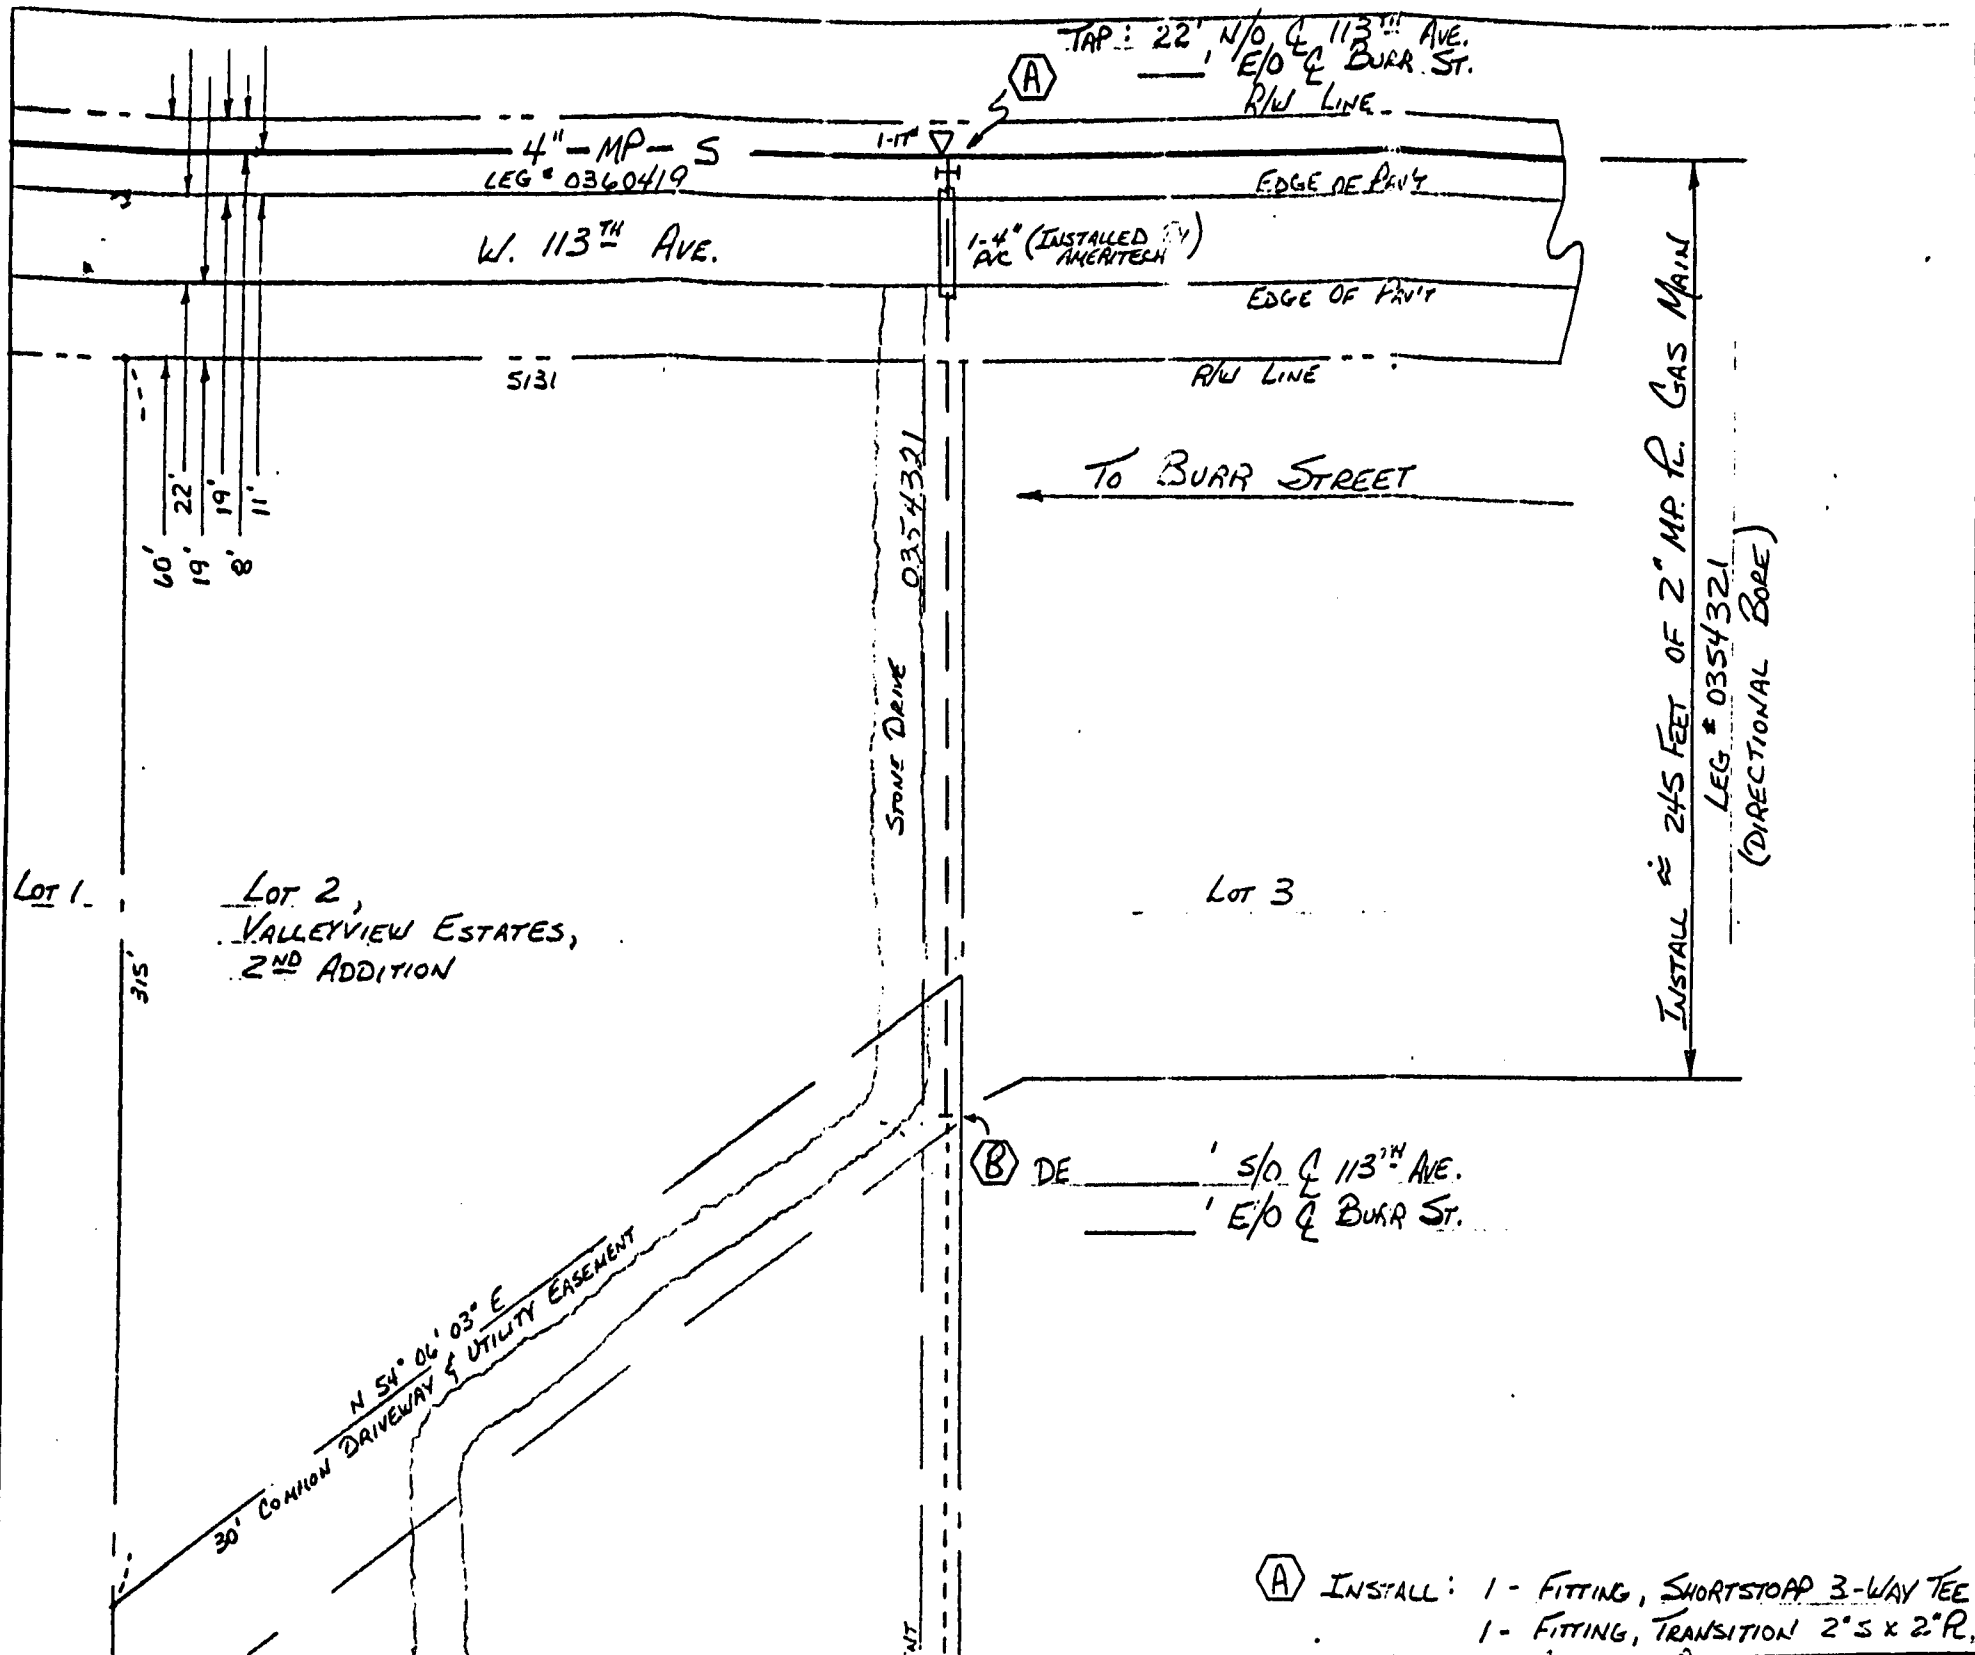 TAP: 22' N/O ℄ 113TH AVE.
' E/O ℄ BURR ST.
A
R/W LINE
4"-MP-S
LEG # 0360419
EDGE OF PAV'T
W. 113TH AVE.
1-4" (INSTALLED BY
PVC AMERITECH)
EDGE OF PAV'T
5131
R/W LINE
60'
22'
19'
19'
8'
11'
0354321
TO BURR STREET
STONE DRIVE
INSTALL ≈ 245 FEET OF 2" MP. PL. GAS MAIN
LEG # 0354321
(DIRECTIONAL BORE)
LOT 1
LOT 2,
VALLEYVIEW ESTATES,
2ND ADDITION
LOT 3
315'
B DE ' S/O ℄ 113TH AVE.
' E/O ℄ BURR ST.
N 54° 06' 03" E
30' COMMON DRIVEWAY & UTILITY EASEMENT
A INSTALL: 1 - FITTING, SHORTSTOPP 3-WAY TEE
1 - FITTING, TRANSITION 2"S X 2"PL,